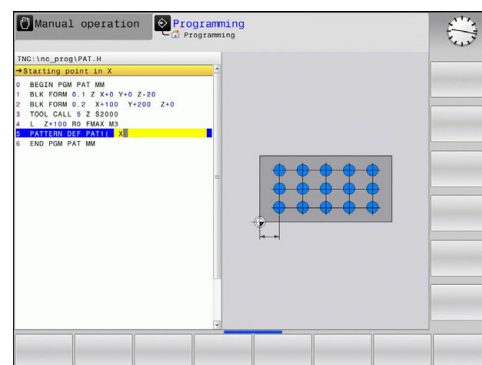 Manual operation
Programming
Programming
TNC:\nc_prog\PAT.H
→Starting point in X
0 BEGIN PGM PAT MM
1 BLK FORM 0.1 Z X+0 Y+0 Z-20
2 BLK FORM 0.2 X+100 Y+200 Z+0
3 TOOL CALL 5 Z S2000
4 L Z+100 R0 FMAX M3
5 PATTERN DEF PAT1( X
6 END PGM PAT MM